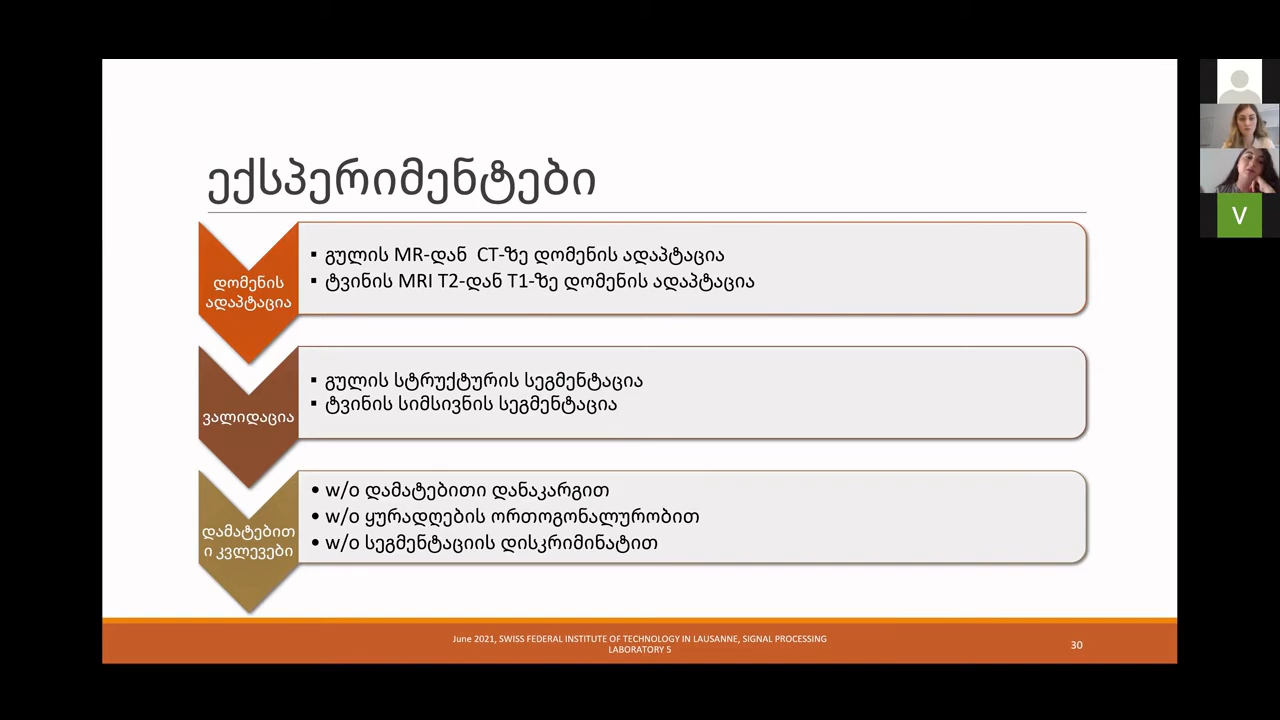 ექსპერიმენტები
დომენის
ადაპტაცია
▪ გულის MR-დან CT-ზე დომენის ადაპტაცია
▪ ტვინის MRI T2-დან T1-ზე დომენის ადაპტაცია
ვალიდაცია
▪ გულის სტრუქტურის სეგმენტაცია
▪ ტვინის სიმსივნის სეგმენტაცია
დამატებით
ი კვლევები
• w/o დამატებითი დანაკარგით
• w/o ყურადღების ორთოგონალურობით
• w/o სეგმენტაციის დისკრიმინატით
June 2021, SWISS FEDERAL INSTITUTE OF TECHNOLOGY IN LAUSANNE, SIGNAL PROCESSING
LABORATORY 5
30
V